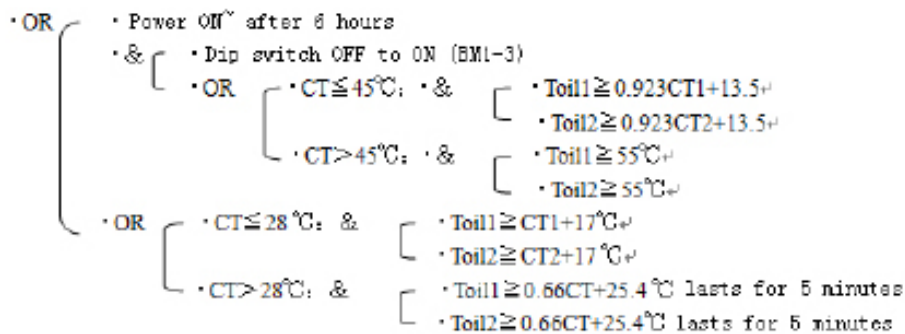 ・OR ・Power ON~ after 6 hours
・& ・Dip switch OFF to ON (BM1-3)
・OR ・CT≦45℃: ・& ・Toil1≧0.923CT1+13.5↵
・Toil2≧0.923CT2+13.5↵
・CT>45℃: ・& ・Toil1≧55℃↵
・Toil2≧55℃↵
・OR ・CT≦28℃: & ・Toil1≧CT1+17℃↵
・Toil2≧CT2+17℃↵
・CT>28℃: & ・Toil1≧0.66CT+25.4℃ lasts for 5 minutes
・Toil2≧0.66CT+25.4℃ lasts for 5 minutes